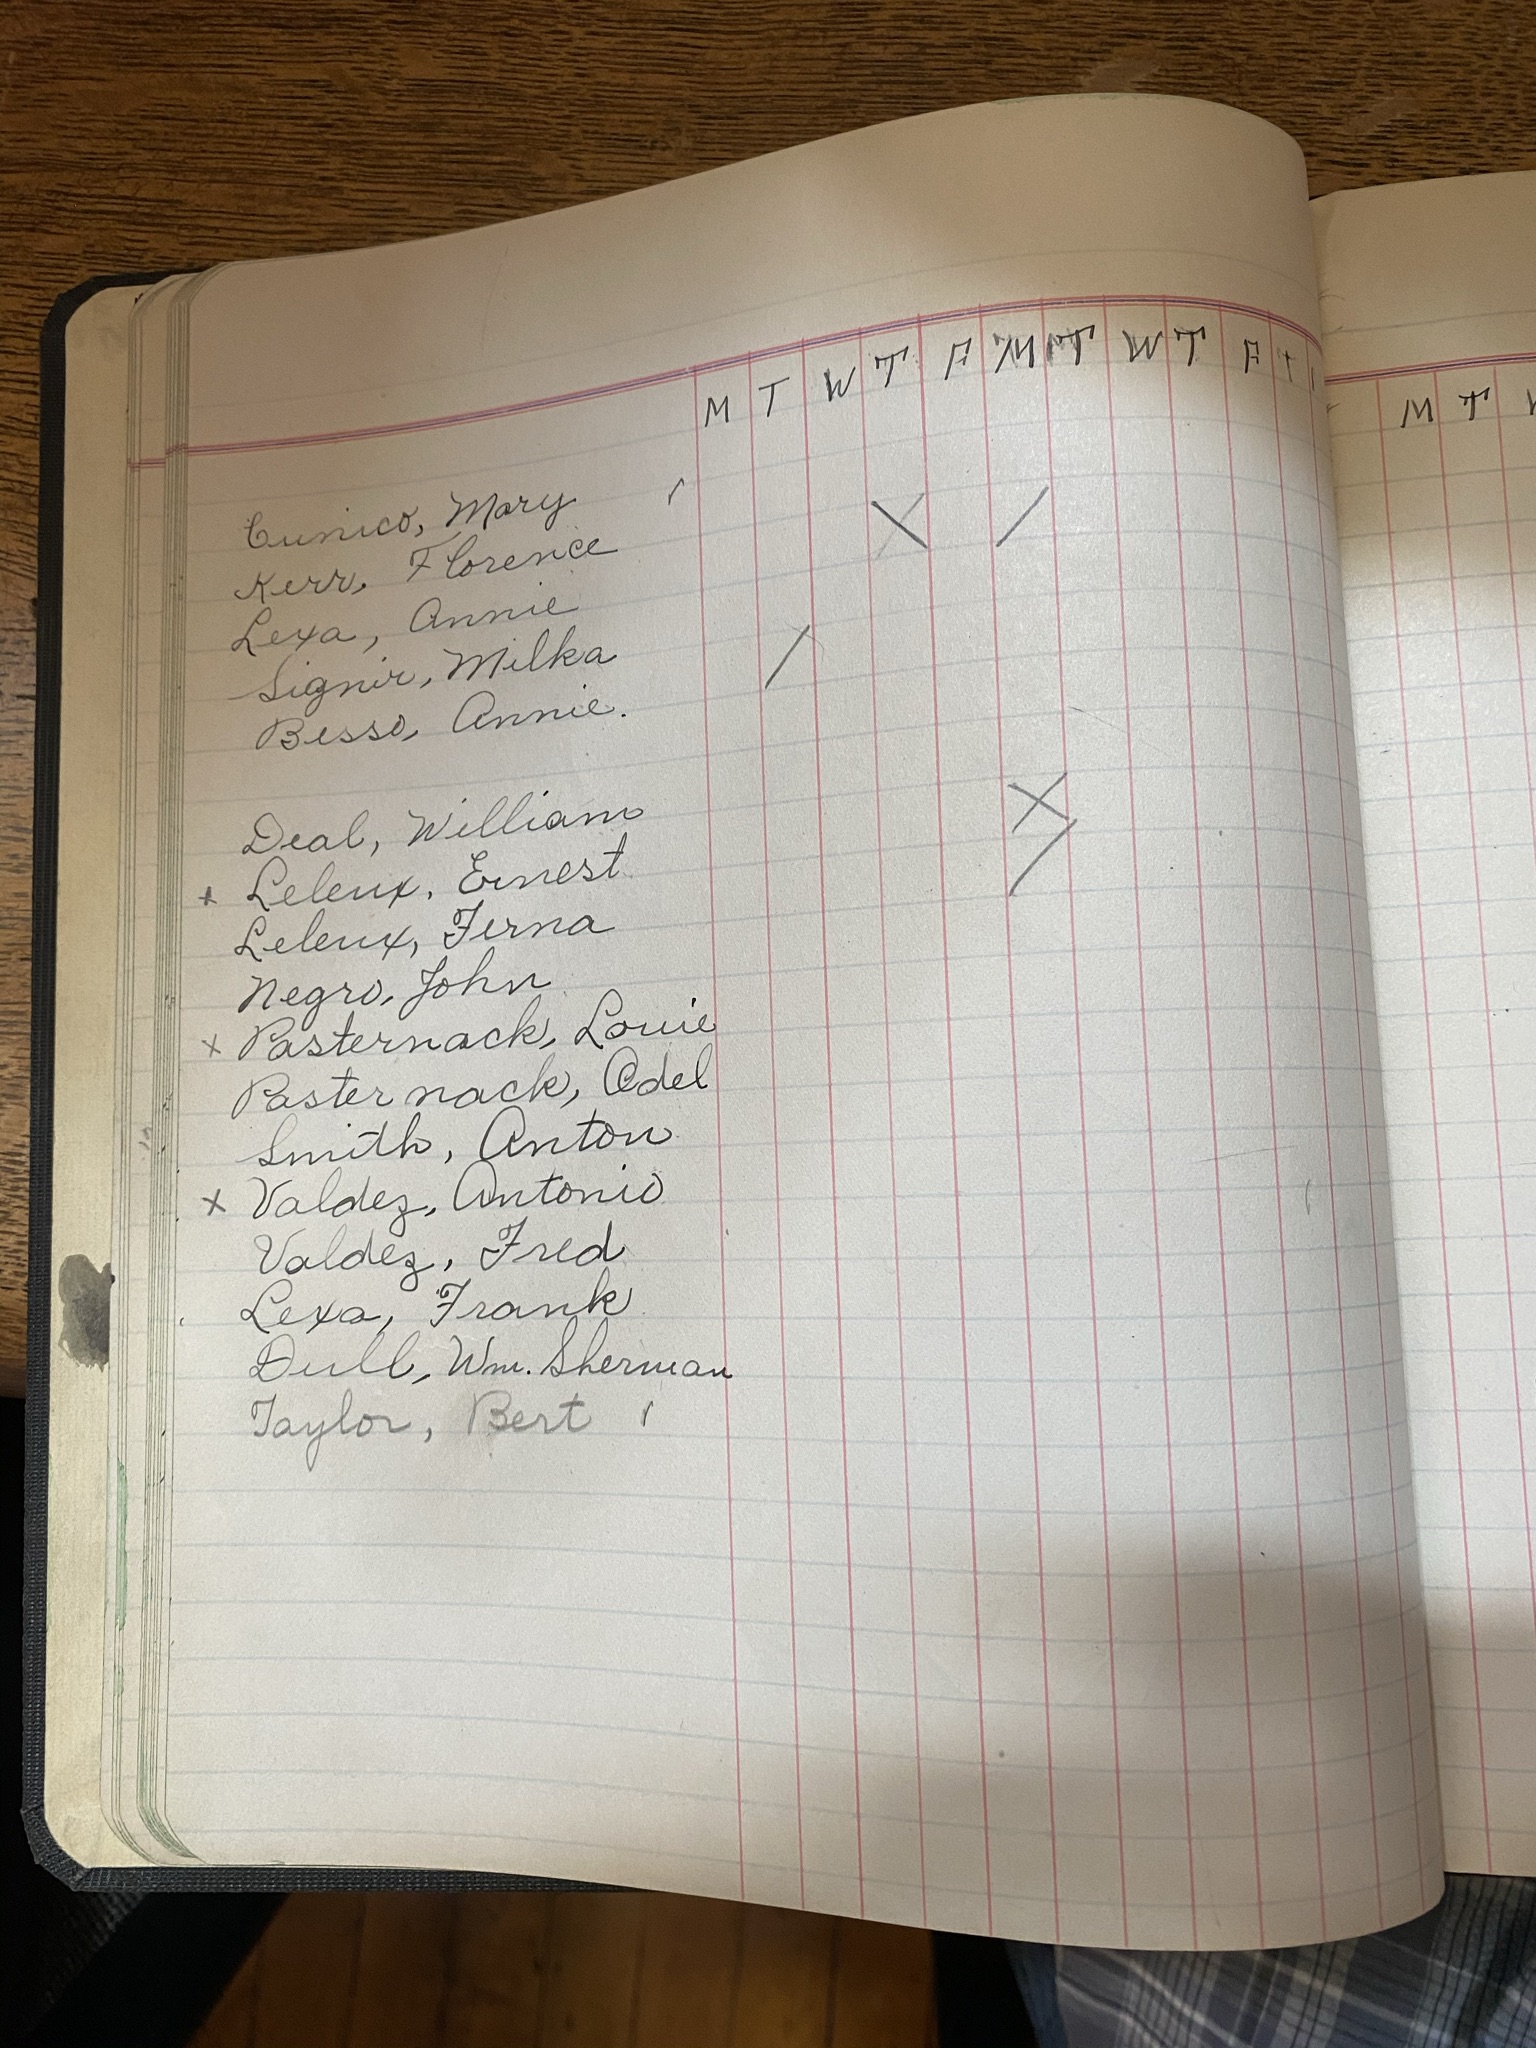 M T W T F M T W T F
M T
Cunico, Mary
Kerr, Florence
Lexa, Annie
Signir, Milka
Besso, Annie.
Deal, William
x Leleux, Ernest
Leleux, Ferna
Negro, John
x Pasternack, Louie
Pasternack, Adel
Smith, Anton
x Valdez, Antonio
Valdez, Fred
Lexa, Frank
Dull, Wm. Sherman
Taylor, Bert